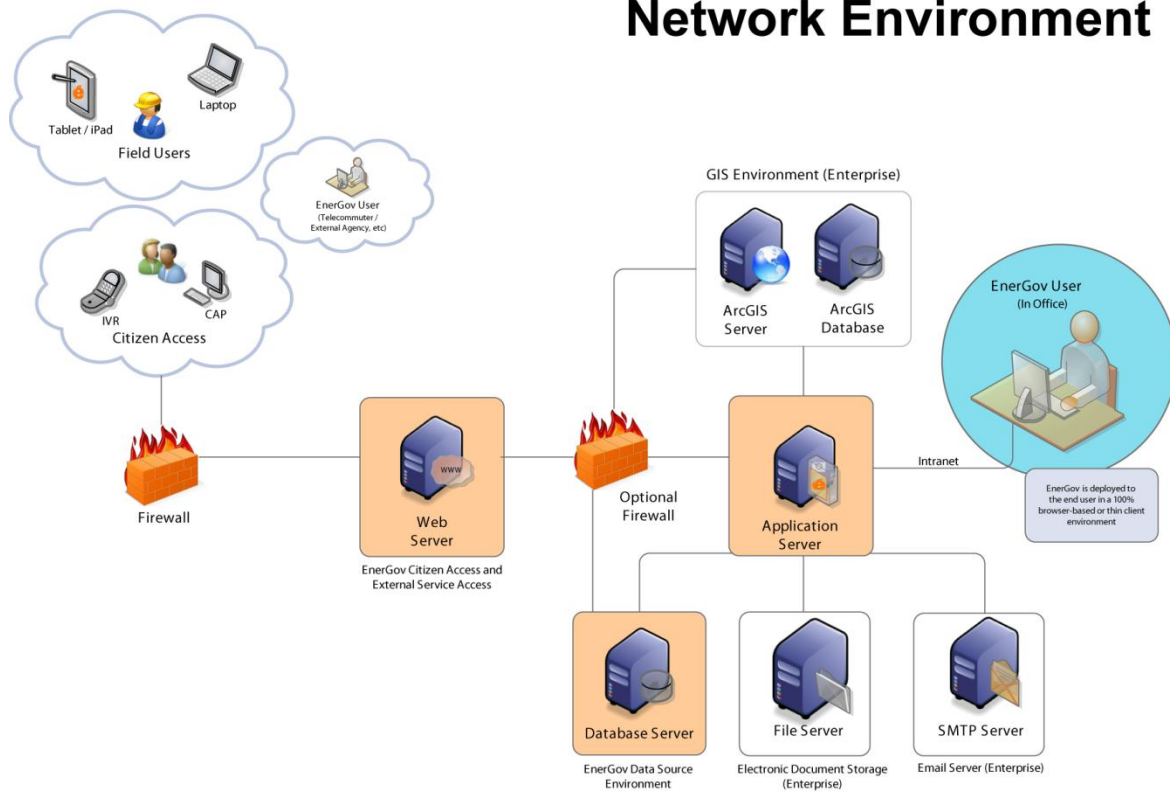 Network Environment
Tablet / iPad
Laptop
Field Users
EnerGov User
(Telecommuter /
External Agency, etc)
IVR
CAP
Citizen Access
Firewall
www
Web
Server
EnerGov Citizen Access and
External Service Access
Optional
Firewall
GIS Environment (Enterprise)
ArcGIS
Server
ArcGIS
Database
Application
Server
Intranet
EnerGov User
(In Office)
EnerGov is deployed to
the end user in a 100%
browser-based or thin client
environment
Database Server
EnerGov Data Source
Environment
File Server
Electronic Document Storage
(Enterprise)
SMTP Server
Email Server (Enterprise)